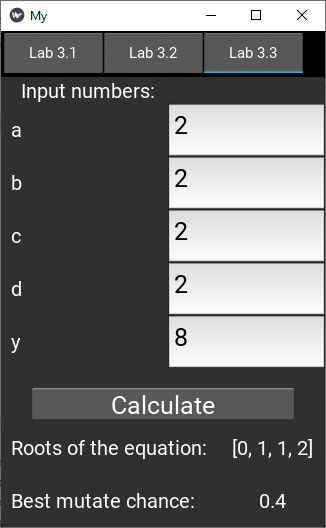 My
Lab 3.1 Lab 3.2 Lab 3.3
Input numbers:
a 2
b 2
c 2
d 2
y 8
Calculate
Roots of the equation: [0, 1, 1, 2]
Best mutate chance: 0.4